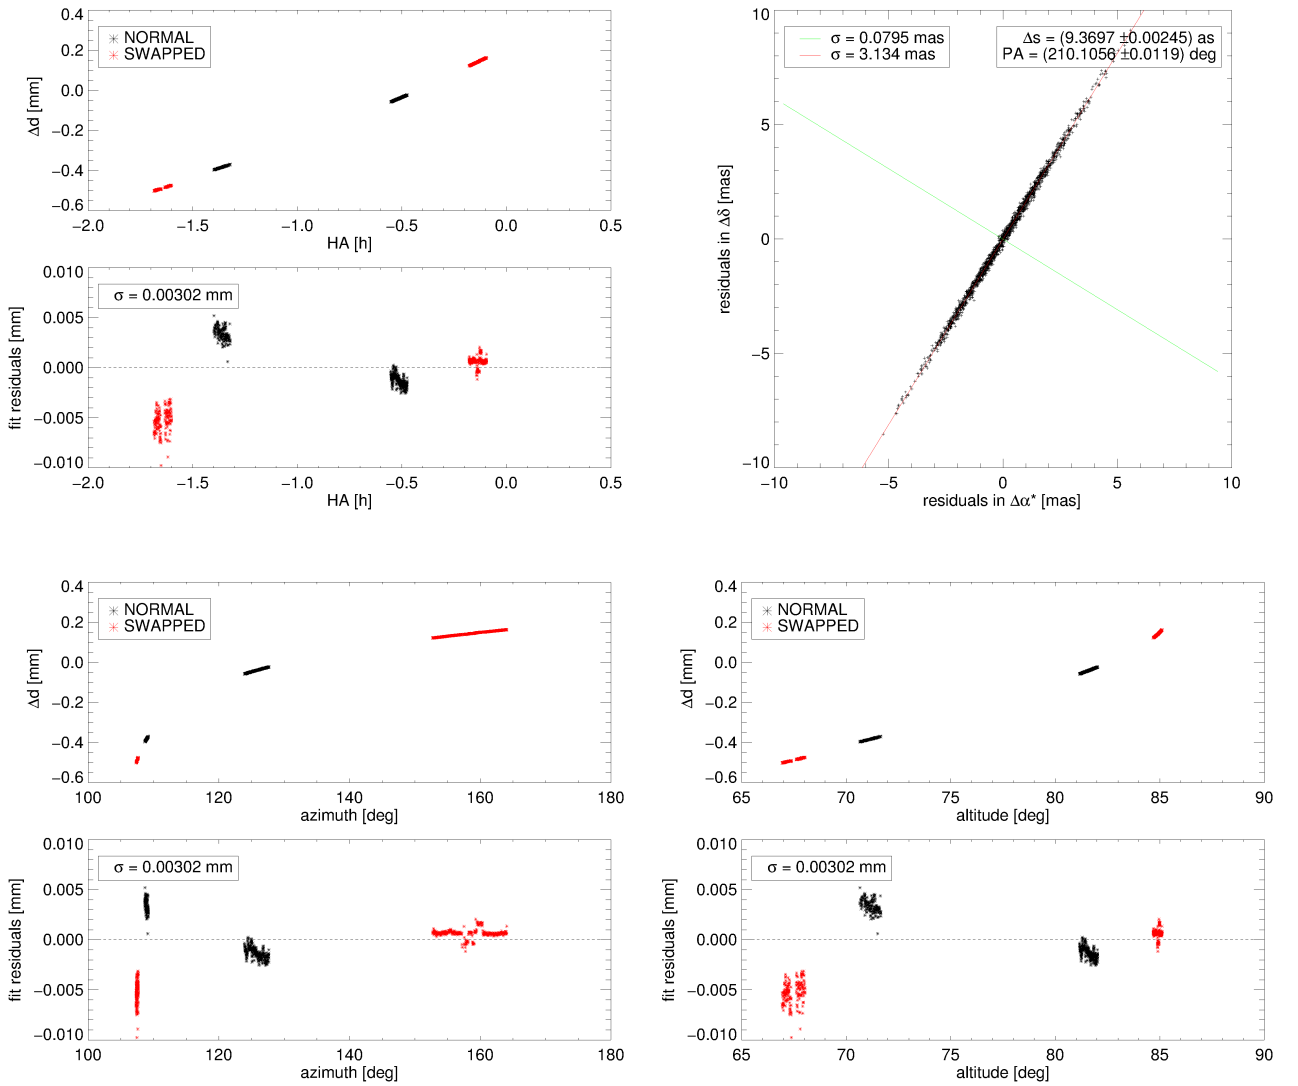 NORMAL
SWAPPED
Δd [mm]
0.4
0.2
0.0
−0.2
−0.4
−0.6
−2.0 −1.5 −1.0 −0.5 0.0 0.5
HA [h]
σ = 0.00302 mm
fit residuals [mm]
0.010
0.005
0.000
−0.005
−0.010
−2.0 −1.5 −1.0 −0.5 0.0 0.5
HA [h]
σ = 0.0795 mas
σ = 3.134 mas
Δs = (9.3697 ±0.00245) as
PA = (210.1056 ±0.0119) deg
residuals in Δδ [mas]
10
5
0
−5
−10
−10 −5 0 5 10
residuals in Δα* [mas]
NORMAL
SWAPPED
Δd [mm]
0.4
0.2
0.0
−0.2
−0.4
−0.6
100 120 140 160 180
azimuth [deg]
NORMAL
SWAPPED
Δd [mm]
0.4
0.2
0.0
−0.2
−0.4
−0.6
65 70 75 80 85 90
altitude [deg]
σ = 0.00302 mm
fit residuals [mm]
0.010
0.005
0.000
−0.005
−0.010
100 120 140 160 180
azimuth [deg]
σ = 0.00302 mm
fit residuals [mm]
0.010
0.005
0.000
−0.005
−0.010
65 70 75 80 85 90
altitude [deg]